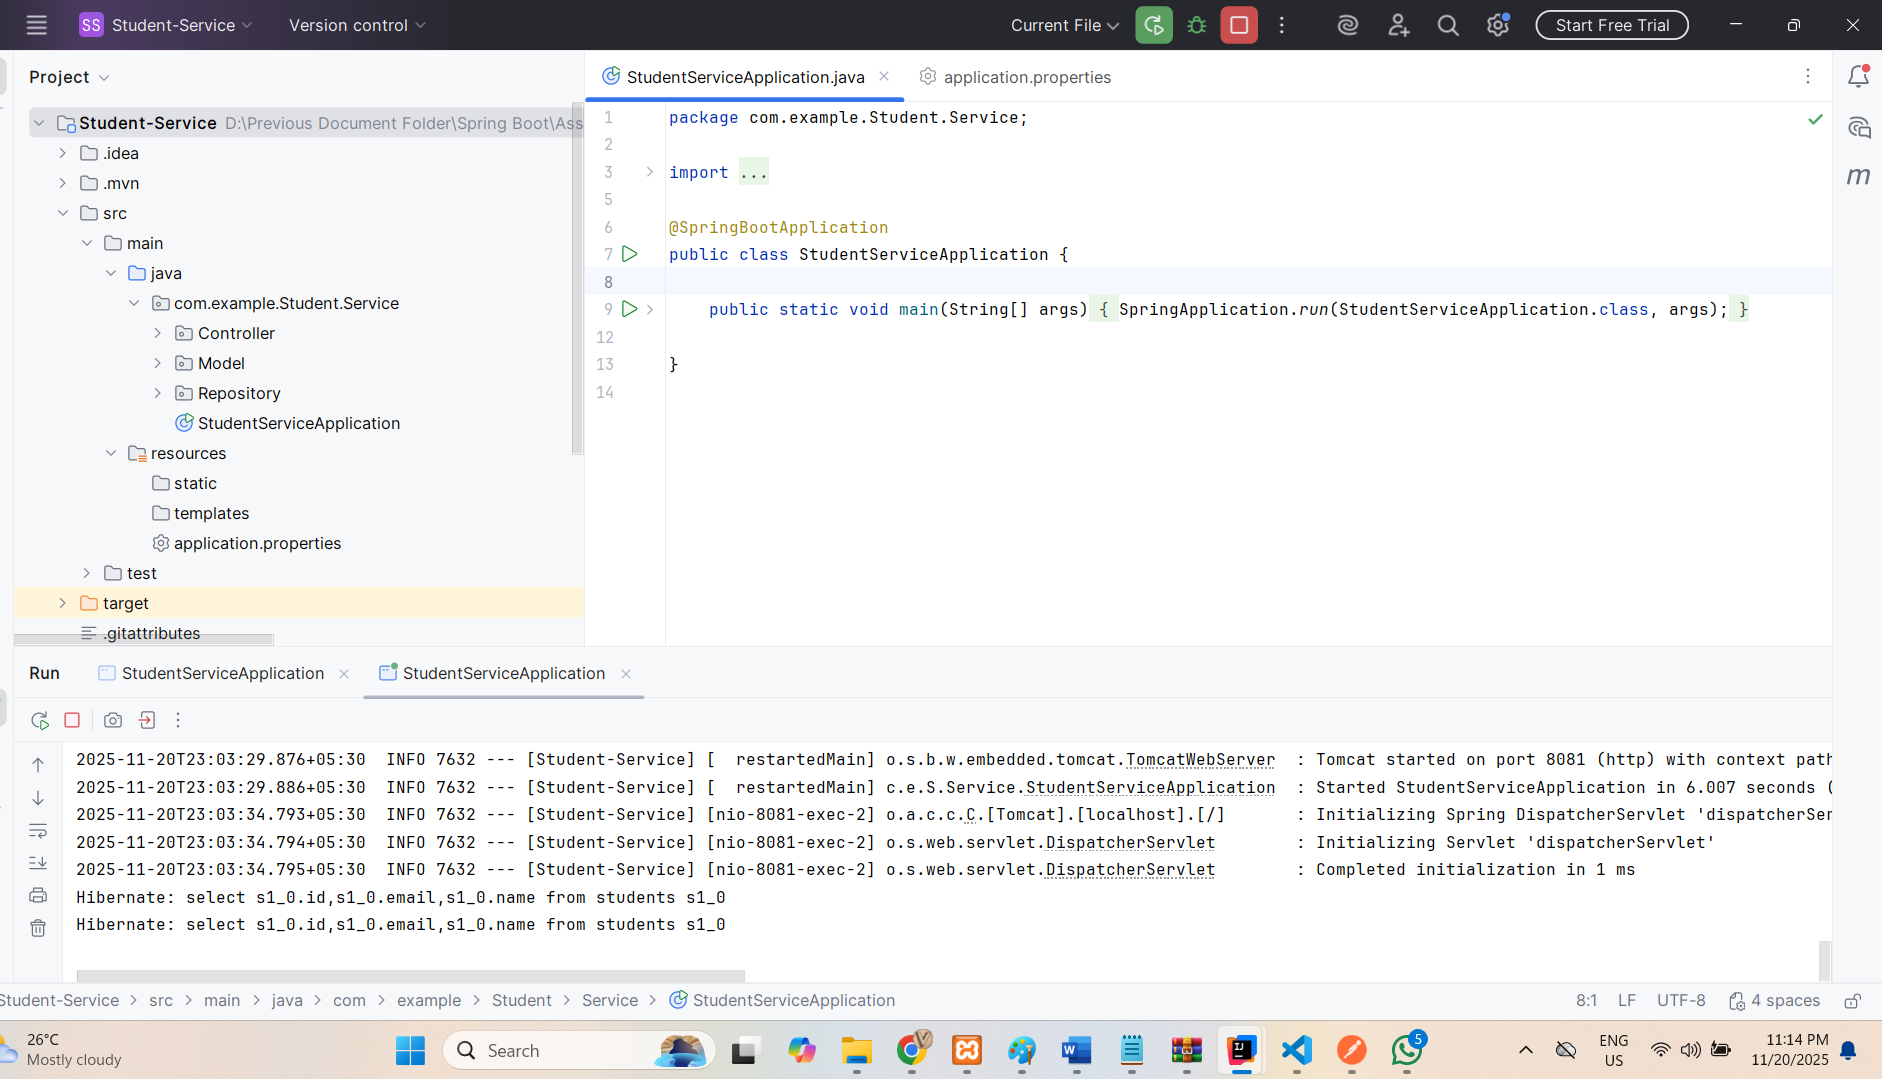 SS Student-Service Version control Current File Start Free Trial
Project
StudentServiceApplication.java application.properties
Student-Service D:\Previous Document Folder\Spring Boot\Ass
.idea
.mvn
src
main
java
com.example.Student.Service
Controller
Model
Repository
StudentServiceApplication
resources
static
templates
application.properties
test
target
.gitattributes
1 package com.example.Student.Service;
2
3 import ...
5
6 @SpringBootApplication
7 public class StudentServiceApplication {
8
9 public static void main(String[] args) { SpringApplication.run(StudentServiceApplication.class, args); }
12
13 }
14
m
Run StudentServiceApplication StudentServiceApplication
2025-11-20T23:03:29.876+05:30 INFO 7632 --- [Student-Service] [ restartedMain] o.s.b.w.embedded.tomcat.TomcatWebServer : Tomcat started on port 8081 (http) with context path
2025-11-20T23:03:29.886+05:30 INFO 7632 --- [Student-Service] [ restartedMain] c.e.S.Service.StudentServiceApplication : Started StudentServiceApplication in 6.007 seconds (
2025-11-20T23:03:34.793+05:30 INFO 7632 --- [Student-Service] [nio-8081-exec-2] o.a.c.c.C.[Tomcat].[localhost].[/] : Initializing Spring DispatcherServlet 'dispatcherSer
2025-11-20T23:03:34.794+05:30 INFO 7632 --- [Student-Service] [nio-8081-exec-2] o.s.web.servlet.DispatcherServlet : Initializing Servlet 'dispatcherServlet'
2025-11-20T23:03:34.795+05:30 INFO 7632 --- [Student-Service] [nio-8081-exec-2] o.s.web.servlet.DispatcherServlet : Completed initialization in 1 ms
Hibernate: select s1_0.id,s1_0.email,s1_0.name from students s1_0
Hibernate: select s1_0.id,s1_0.email,s1_0.name from students s1_0
Student-Service > src > main > java > com > example > Student > Service > StudentServiceApplication 8:1 LF UTF-8 4 spaces
26°C
Mostly cloudy
Search
5
ENG
US
11:14 PM
11/20/2025